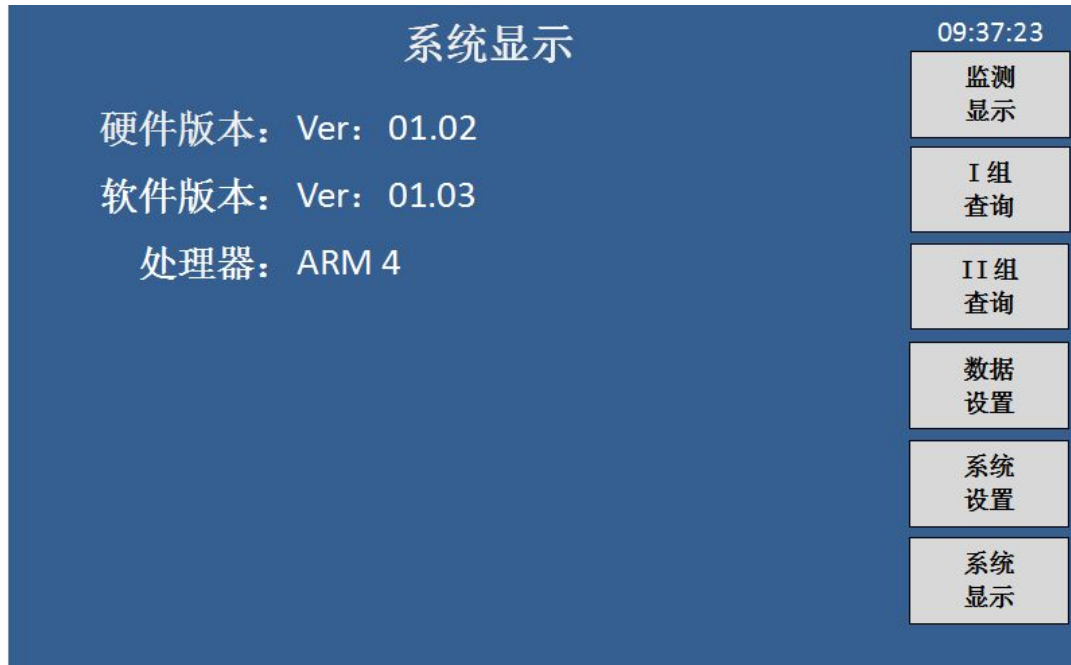 系统显示
09:37:23
硬件版本：Ver：01.02
软件版本：Ver：01.03
处理器：ARM 4
监测
显示
I组
查询
II组
查询
数据
设置
系统
设置
系统
显示